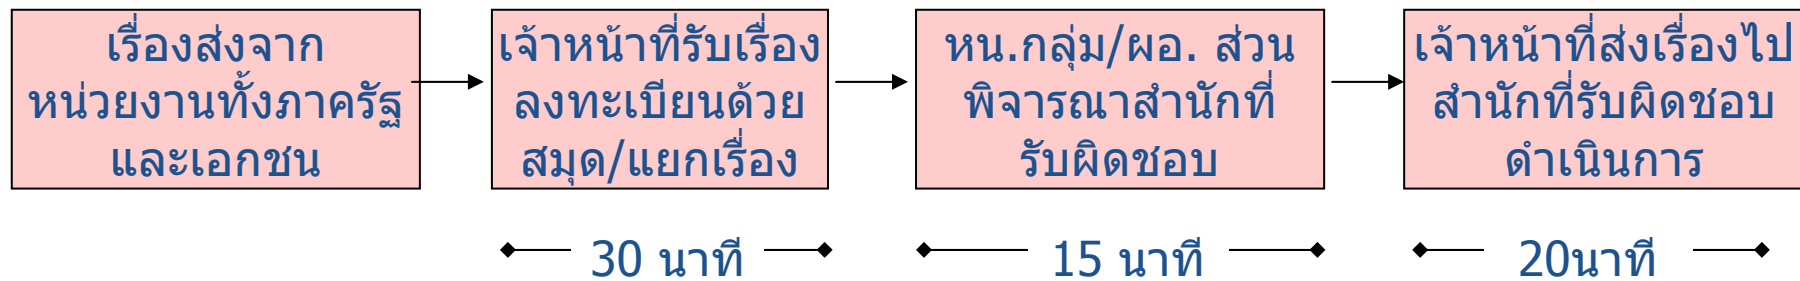 เรื่องส่งจาก
หน่วยงานทั้งภาครัฐ
และเอกชน
เจ้าหน้าที่รับเรื่อง
ลงทะเบียนด้วย
สมุด/แยกเรื่อง
หน.กลุ่ม/ผอ. ส่วน
พิจารณาสำนักที่
รับผิดชอบ
เจ้าหน้าที่ส่งเรื่องไป
สำนักที่รับผิดชอบ
ดำเนินการ
30 นาที
15 นาที
20นาที